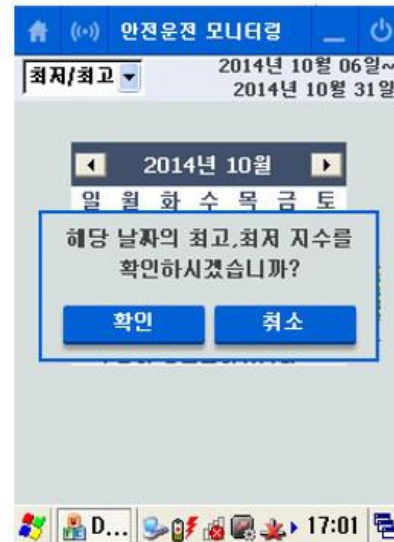 안전운전 모니터링
최저/최고
2014년 10월 06일~
2014년 10월 31일
2014년 10월
일 월 화 수 목 금 토
해당 날짜의 최고,최저 지수를
확인하시겠습니까?
확인 취소
D... 17:01